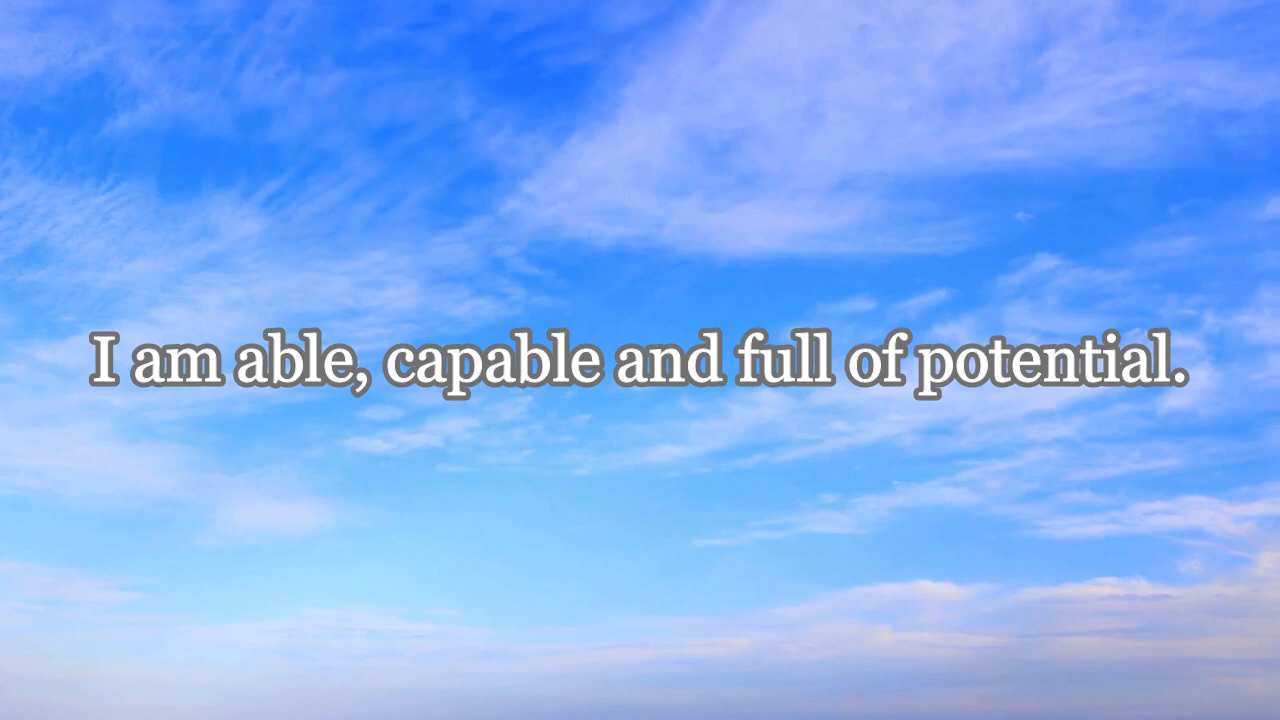 I am able, capable and full of potential.